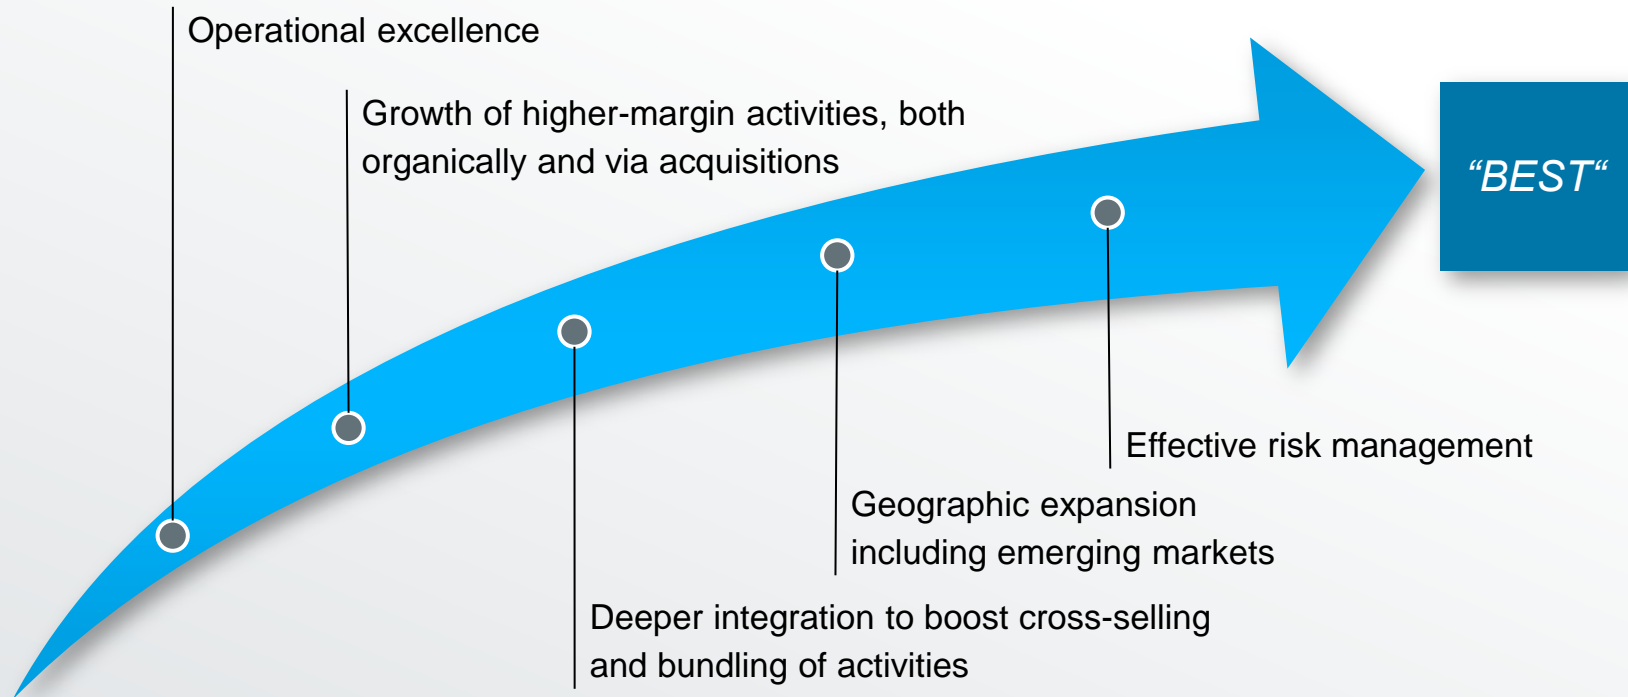 Operational excellence
Growth of higher-margin activities, both
organically and via acquisitions
“BEST“
Effective risk management
Geographic expansion
including emerging markets
Deeper integration to boost cross-selling
and bundling of activities